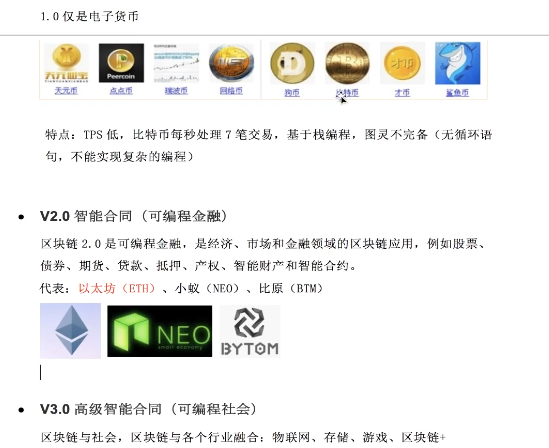 1.0 仅是电子货币
Peercoin
天元币 点点币 瑞波币 网络币 狗币 比特币 才币 鲨鱼币
特点：TPS 低，比特币每秒处理 7 笔交易，基于栈编程，图灵不完备（无循环语
句，不能实现复杂的编程）
V2.0 智能合同（可编程金融）
区块链 2.0 是可编程金融，是经济、市场和金融领域的区块链应用，例如股票、
债券、期货、贷款、抵押、产权、智能财产和智能合约。
代表：以太坊（ETH）、小蚁（NEO）、比原（BTM）
NEO
smart economy
BYTOM
V3.0 高级智能合同（可编程社会）
区块链与社会，区块链与各个行业融合：物联网、存储、游戏、区块链+